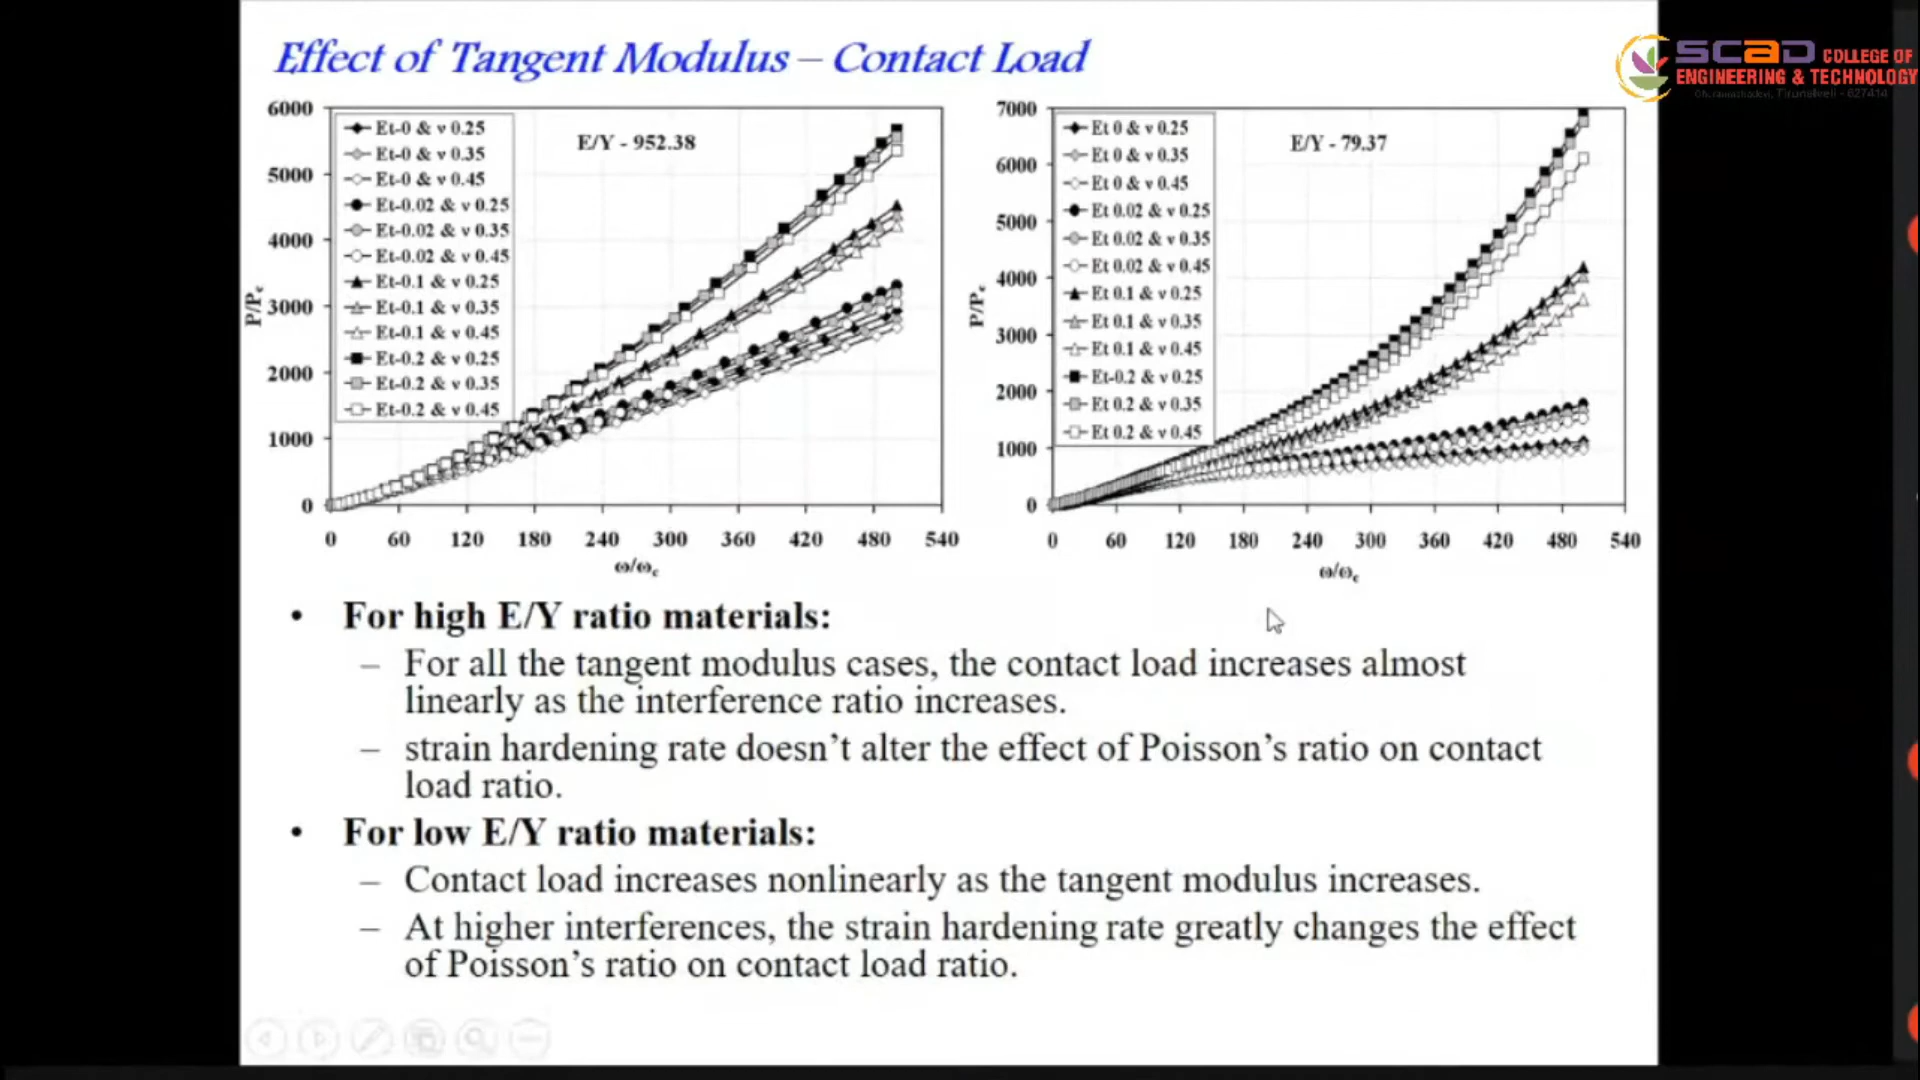 Effect of Tangent Modulus – Contact Load
SCAD COLLEGE OF
ENGINEERING & TECHNOLOGY
6000
5000
4000
3000
2000
1000
0
P/Pc
Et-0 & ν 0.25
Et-0 & ν 0.35
Et-0 & ν 0.45
Et-0.02 & ν 0.25
Et-0.02 & ν 0.35
Et-0.02 & ν 0.45
Et-0.1 & ν 0.25
Et-0.1 & ν 0.35
Et-0.1 & ν 0.45
Et-0.2 & ν 0.25
Et-0.2 & ν 0.35
Et-0.2 & ν 0.45
E/Y - 952.38
0 60 120 180 240 300 360 420 480 540
ω/ωc
7000
6000
5000
4000
3000
2000
1000
0
P/Pc
Et 0 & ν 0.25
Et 0 & ν 0.35
Et 0 & ν 0.45
Et 0.02 & ν 0.25
Et 0.02 & ν 0.35
Et 0.02 & ν 0.45
Et 0.1 & ν 0.25
Et 0.1 & ν 0.35
Et 0.1 & ν 0.45
Et-0.2 & ν 0.25
Et 0.2 & ν 0.35
Et 0.2 & ν 0.45
E/Y - 79.37
0 60 120 180 240 300 360 420 480 540
ω/ωc
• For high E/Y ratio materials:
– For all the tangent modulus cases, the contact load increases almost
linearly as the interference ratio increases.
– strain hardening rate doesn’t alter the effect of Poisson’s ratio on contact
load ratio.
• For low E/Y ratio materials:
– Contact load increases nonlinearly as the tangent modulus increases.
– At higher interferences, the strain hardening rate greatly changes the effect
of Poisson’s ratio on contact load ratio.